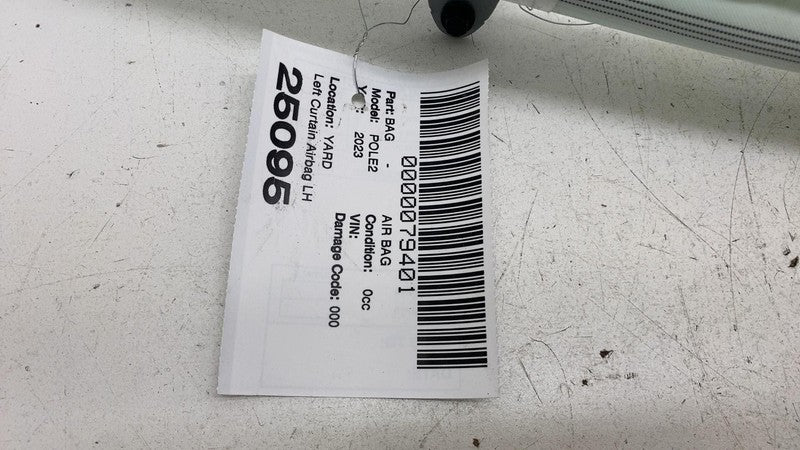 0000079401
Part: BAG - AIR BAG
Model: POLE2 Condition: 0cc
2023 VIN:
Damage Code: 000
Location: YARD
Left Curtain Airbag LH
25095